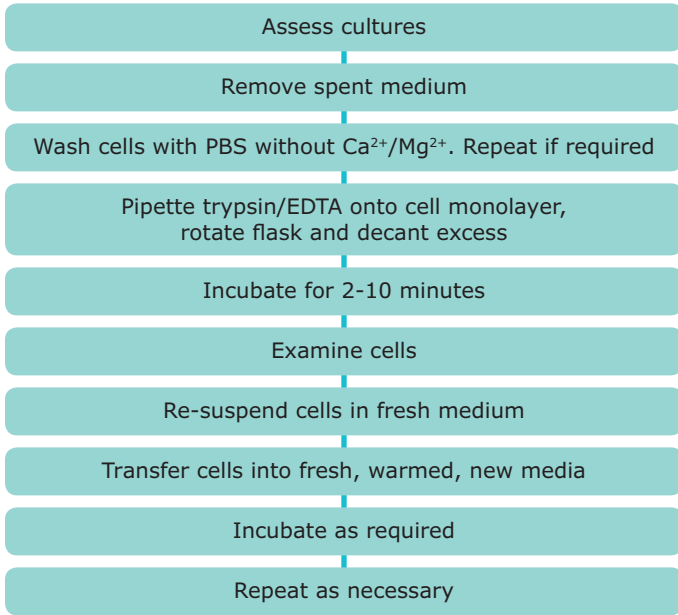 Assess cultures
Remove spent medium
Wash cells with PBS without Ca²⁺/Mg²⁺. Repeat if required
Pipette trypsin/EDTA onto cell monolayer,
rotate flask and decant excess
Incubate for 2-10 minutes
Examine cells
Re-suspend cells in fresh medium
Transfer cells into fresh, warmed, new media
Incubate as required
Repeat as necessary